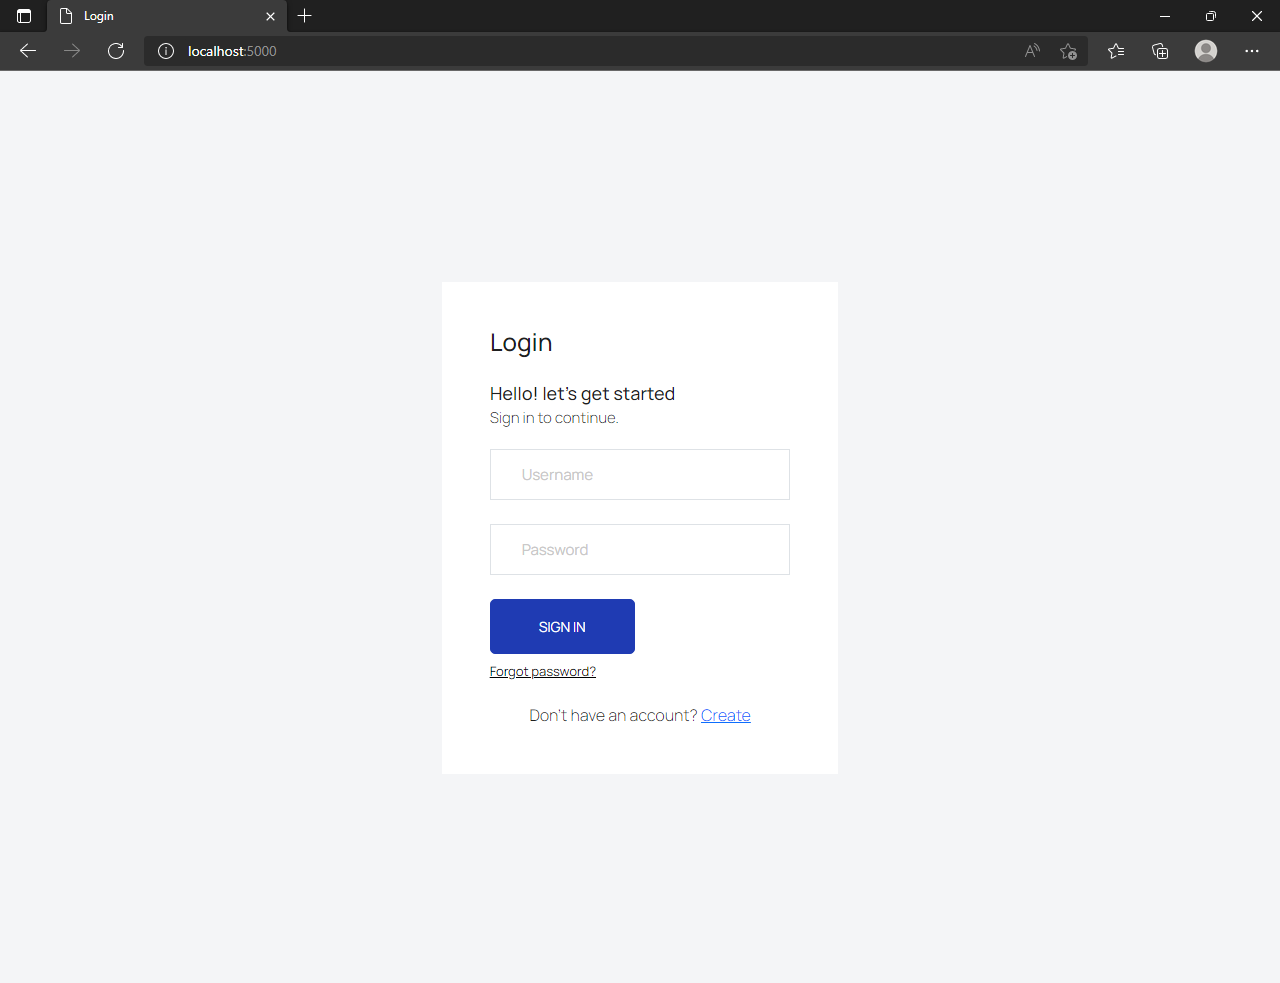 Login
localhost:5000
Login
Hello! let's get started
Sign in to continue.
Username
Password
SIGN IN
Forgot password?
Don't have an account? Create